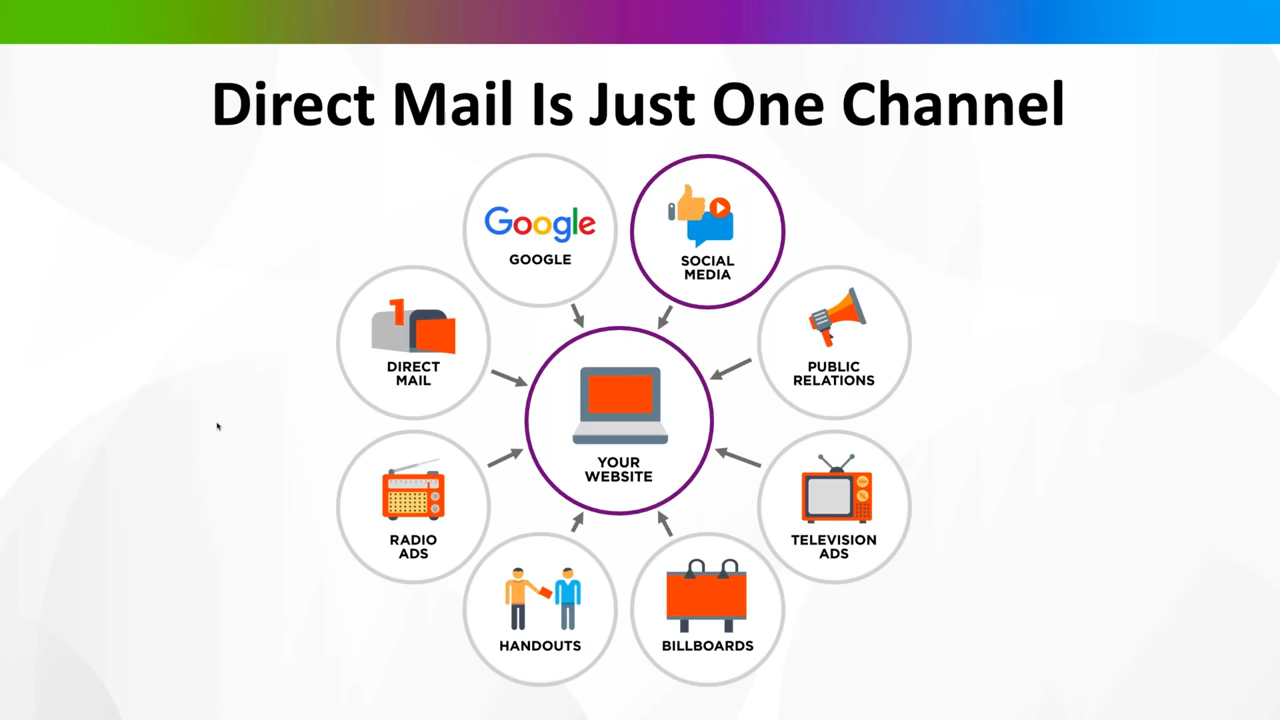 Direct Mail Is Just One Channel
Google
GOOGLE
SOCIAL
MEDIA
DIRECT
MAIL
PUBLIC
RELATIONS
YOUR
WEBSITE
RADIO
ADS
TELEVISION
ADS
HANDOUTS
BILLBOARDS